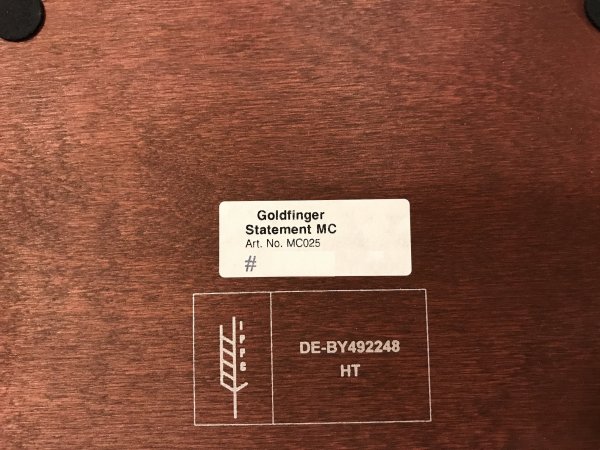 Goldfinger
Statement MC
Art. No. MC025
#
IPPC
DE-BY492248
HT